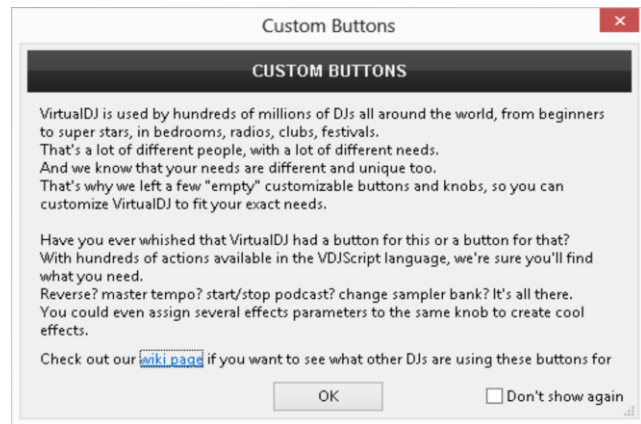 Custom Buttons
CUSTOM BUTTONS
VirtualDJ is used by hundreds of millions of DJs all around the world, from beginners
to super stars, in bedrooms, radios, clubs, festivals.
That's a lot of different people, with a lot of different needs.
And we know that your needs are different and unique too.
That's why we left a few "empty" customizable buttons and knobs, so you can
customize VirtualDJ to fit your exact needs.
Have you ever whished that VirtualDJ had a button for this or a button for that?
With hundreds of actions available in the VDJScript language, we're sure you'll find
what you need.
Reverse? master tempo? start/stop podcast? change sampler bank? It's all there.
You could even assign several effects parameters to the same knob to create cool
effects.
Check out our wiki page if you want to see what other DJs are using these buttons for
OK
Don't show again